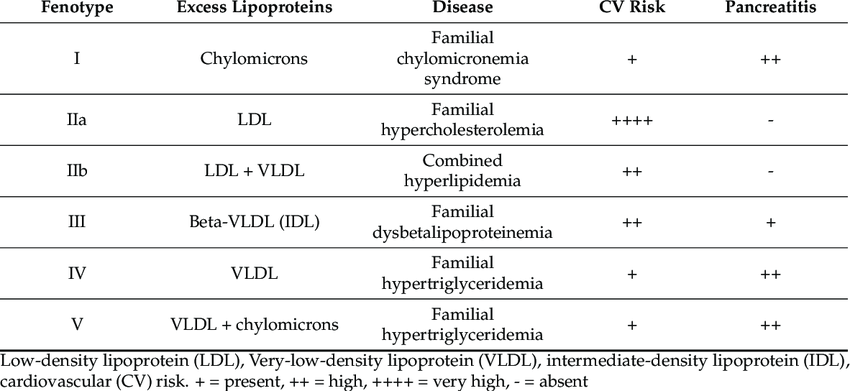 Fenotype Excess Lipoproteins Disease CV Risk Pancreatitis
Familial
I Chylomicrons chylomicronemia + ++
syndrome
Familial
IIa LDL ++++ -
hypercholesterolemia
Combined
IIb LDL + VLDL ++ -
hyperlipidemia
Familial
III Beta-VLDL (IDL) ++ +
dysbetalipoproteinemia
Familial
IV VLDL + ++
hypertriglyceridemia
Familial
V VLDL + chylomicrons + ++
hypertriglyceridemia
Low-density lipoprotein (LDL), Very-low-density lipoprotein (VLDL), intermediate-density lipoprotein (IDL),
cardiovascular (CV) risk. + = present, ++ = high, ++++ = very high, - = absent